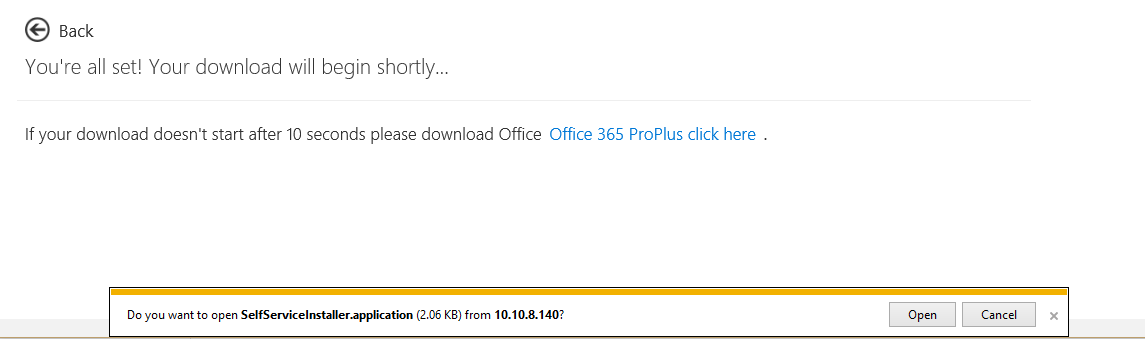 Back
You're all set! Your download will begin shortly...
If your download doesn't start after 10 seconds please download Office Office 365 ProPlus click here .
Do you want to open SelfServiceInstaller.application (2.06 KB) from 10.10.8.140? Open Cancel ×